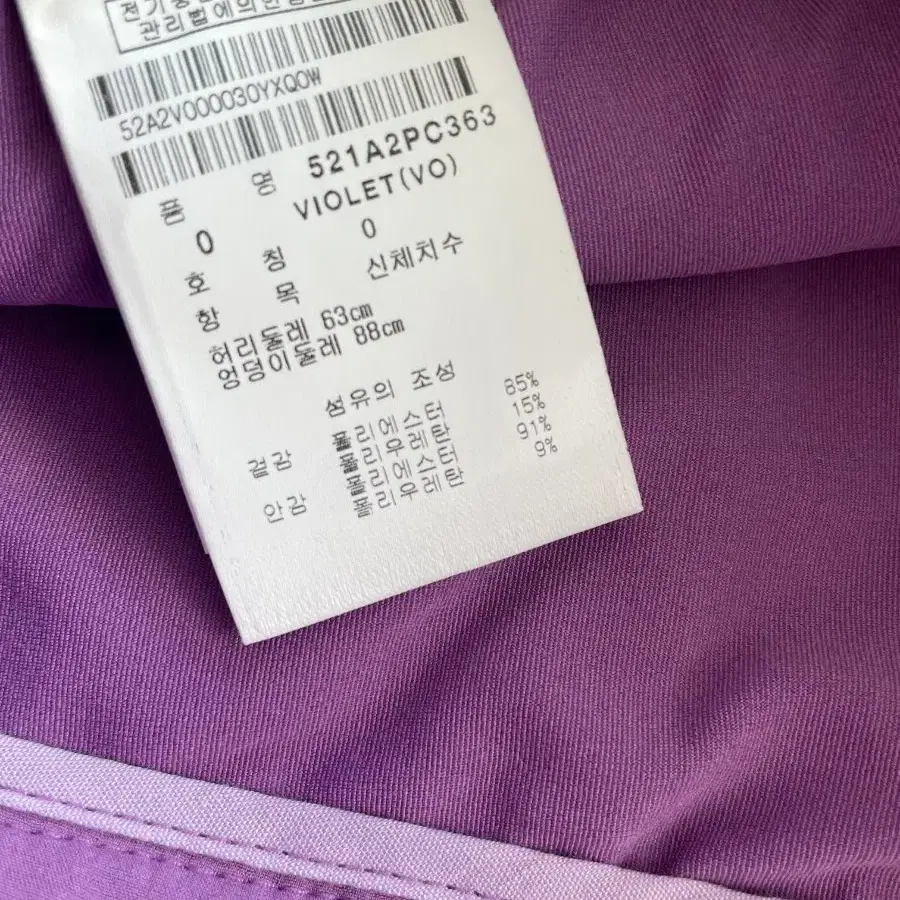 관리법에의한품질
52A2V000030YXQ0W
품 명 521A2PC363
VIOLET(VO)
0 0
호 칭 신체치수
항 목
허리둘레 63cm
엉덩이둘레 88cm
섬유의 조성
겉감 폴리에스터 85%
폴리우레탄 15%
안감 폴리에스터 91%
폴리우레탄 9%